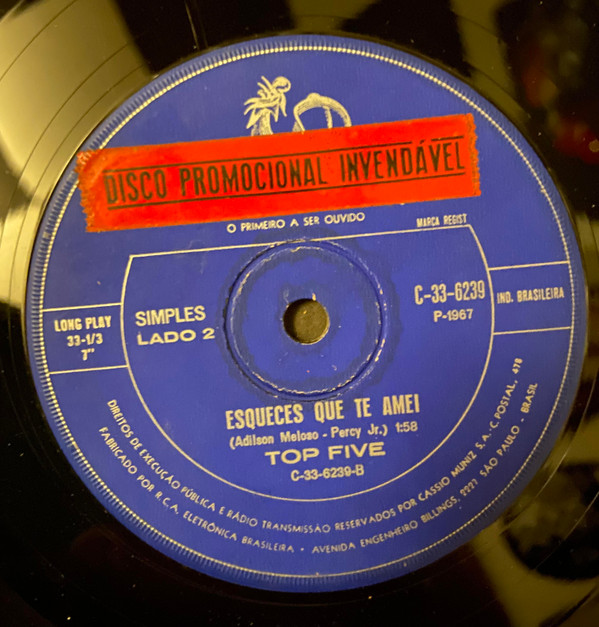 DISCO PROMOCIONAL INVENDÁVEL
O PRIMEIRO A SER OUVIDO
MARCA REGIST
LONG PLAY
33-1/3
7"
SIMPLES
LADO 2
C-33-6239
P-1967
IND. BRASILEIRA
ESQUECES QUE TE AMEI
(Adilson Meloso - Percy Jr.) 1:58
TOP FIVE
C-33-6239-B
DIREITOS DE EXECUÇÃO PÚBLICA E RÁDIO TRANSMISSÃO RESERVADOS POR CASSIO MUNIZ S.A. - C. POSTAL, 478
FABRICADO POR R.C.A. ELETRÔNICA BRASILEIRA • AVENIDA ENGENHEIRO BILLINGS, 2227 SÃO PAULO - BRASIL